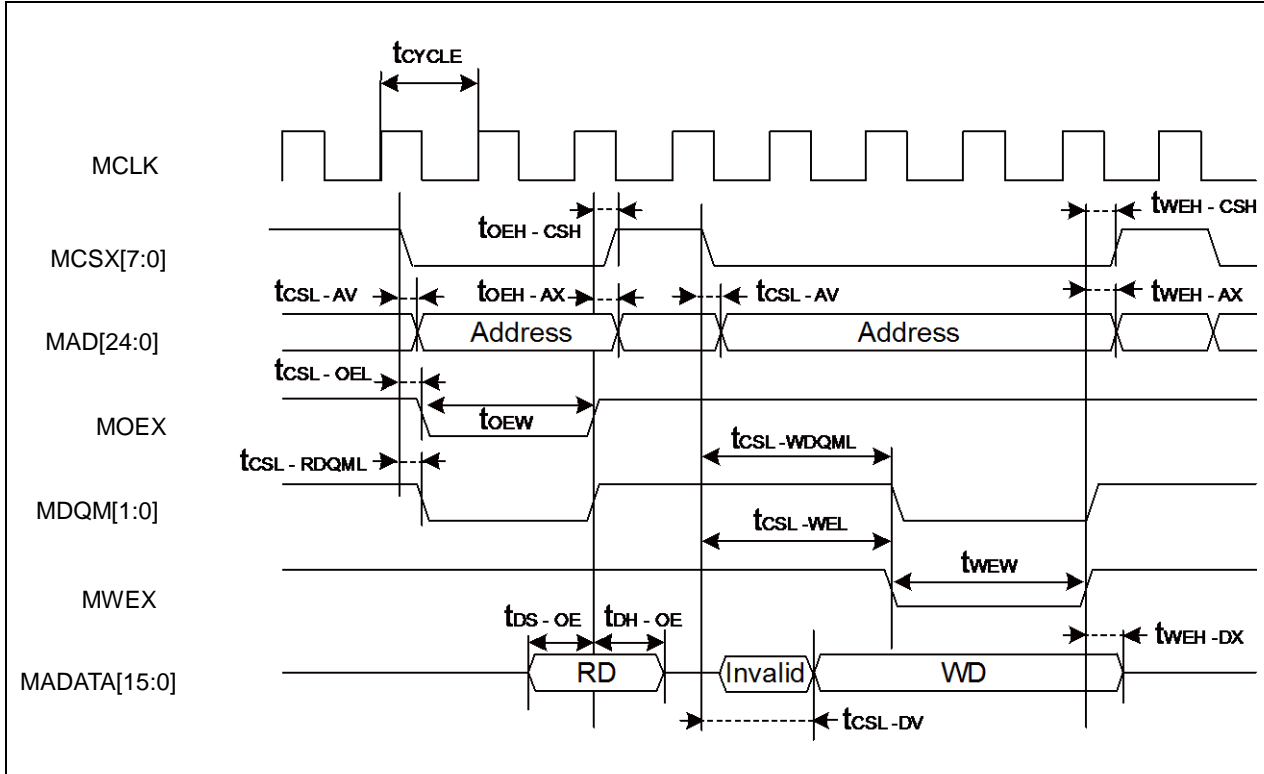 tCYCLE
MCLK
tOEH - CSH
tWEH - CSH
MCSX[7:0]
tCSL - AV
tOEH - AX
tCSL - AV
tWEH - AX
MAD[24:0]
Address
Address
tCSL - OEL
MOEX
tOEW
tCSL -WDQML
tCSL - RDQML
MDQM[1:0]
tCSL -WEL
tWEW
MWEX
tDS - OE
tDH - OE
tWEH -DX
MADATA[15:0]
RD
Invalid
WD
tCSL -DV